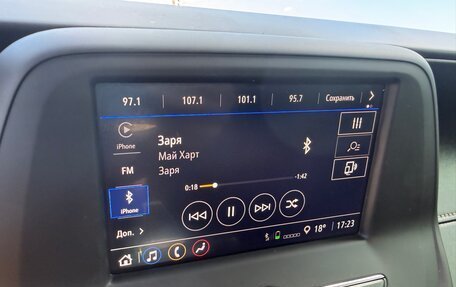 97.1 107.1 101.1 95.7 Сохранить
iPhone
FM
iPhone
Доп.
Заря
Май Харт
Заря
0:18 -1:42
18° 17:23